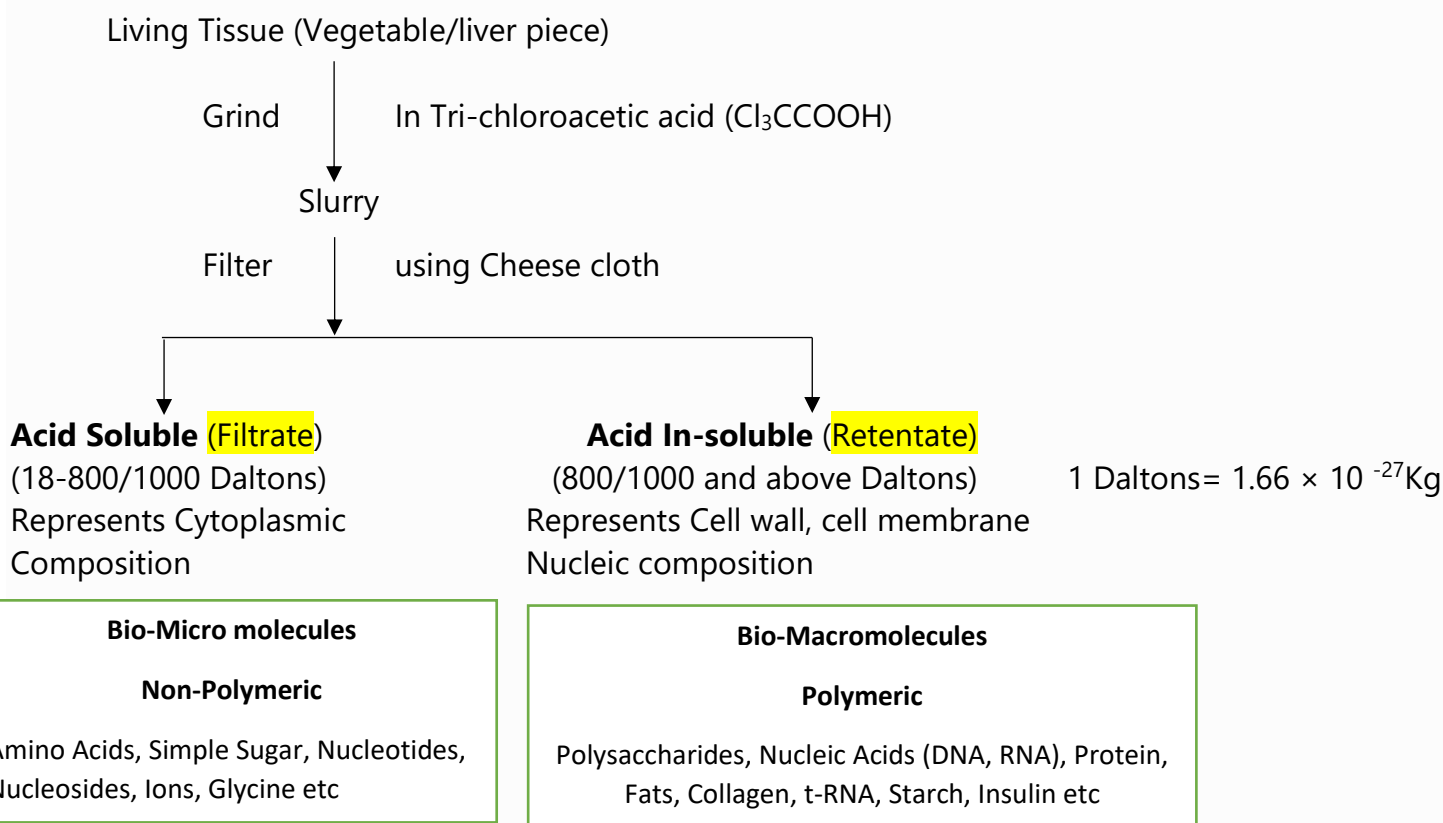 Living Tissue (Vegetable/liver piece)
Grind In Tri-chloroacetic acid (Cl₃CCOOH)
Slurry
Filter using Cheese cloth
Acid Soluble (Filtrate)
(18-800/1000 Daltons)
Represents Cytoplasmic
Composition
Acid In-soluble (Retentate)
(800/1000 and above Daltons)
Represents Cell wall, cell membrane
Nucleic composition
1 Daltons= 1.66 × 10 ⁻²⁷Kg
Bio-Micro molecules
Non-Polymeric
Amino Acids, Simple Sugar, Nucleotides,
Nucleosides, Ions, Glycine etc
Bio-Macromolecules
Polymeric
Polysaccharides, Nucleic Acids (DNA, RNA), Protein,
Fats, Collagen, t-RNA, Starch, Insulin etc